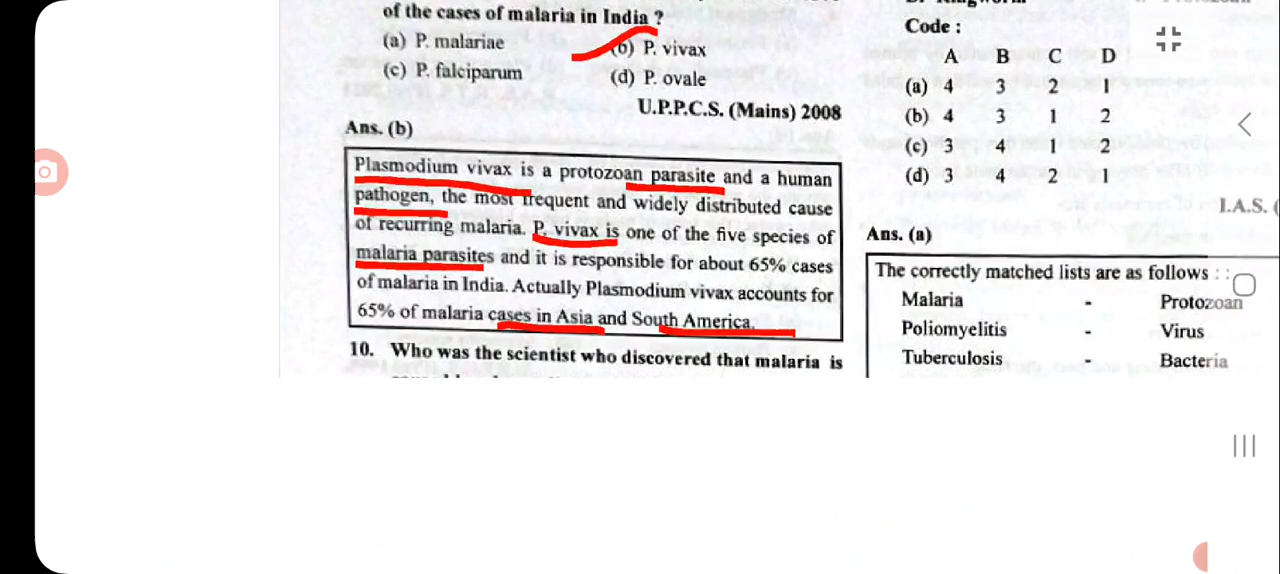 of the cases of malaria in India ?
(a) P. malariae
(b) P. vivax
(c) P. falciparum
(d) P. ovale
U.P.P.C.S. (Mains) 2008
Ans. (b)
Plasmodium vivax is a protozoan parasite and a human
pathogen, the most frequent and widely distributed cause
of recurring malaria. P. vivax is one of the five species of
malaria parasites and it is responsible for about 65% cases
of malaria in India. Actually Plasmodium vivax accounts for
65% of malaria cases in Asia and South America.
10. Who was the scientist who discovered that malaria is
Code :
A B C D
(a) 4 3 2 1
(b) 4 3 1 2
(c) 3 4 1 2
(d) 3 4 2 1
I.A.S. (
Ans. (a)
The correctly matched lists are as follows :
Malaria - Protozoan
Poliomyelitis - Virus
Tuberculosis - Bacteria